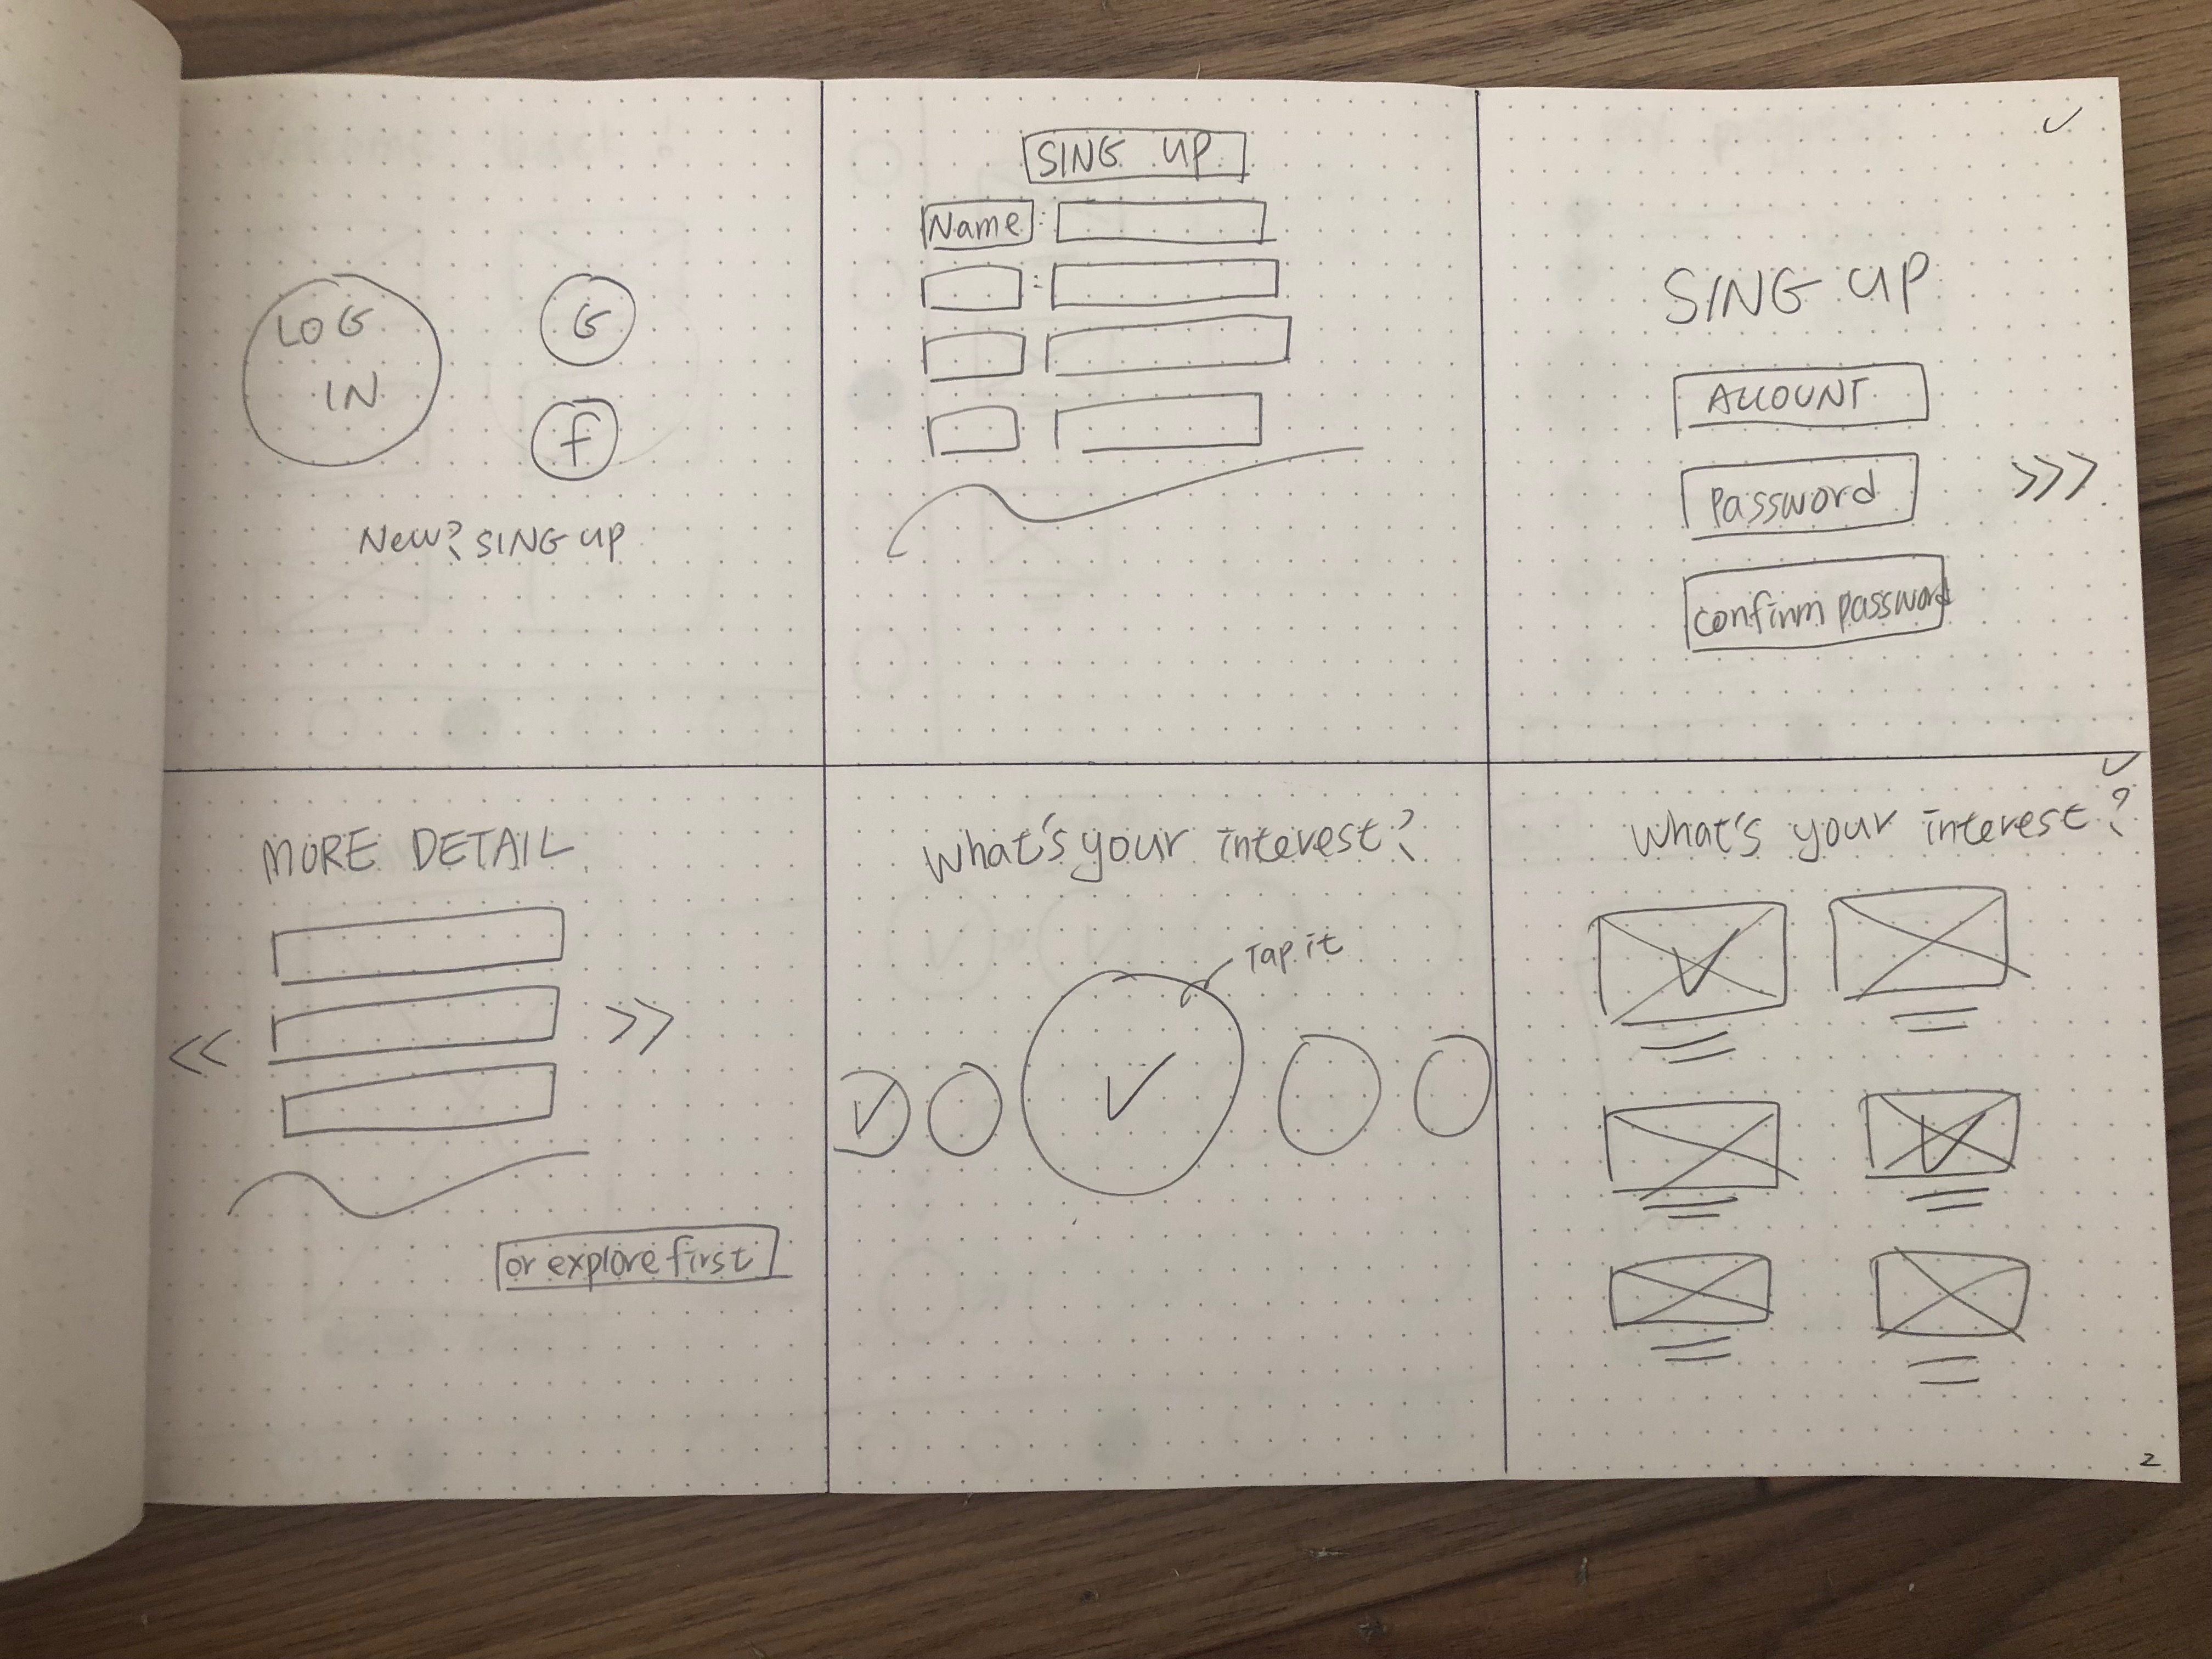 LOG
IN
G
f
New? SING UP
SING UP
Name :
:
SING UP
ACCOUNT
Password
confirm password
>>>
MORE DETAIL
<< >>
or explore first
What's your interest?
Tap it
What's your interest?
2